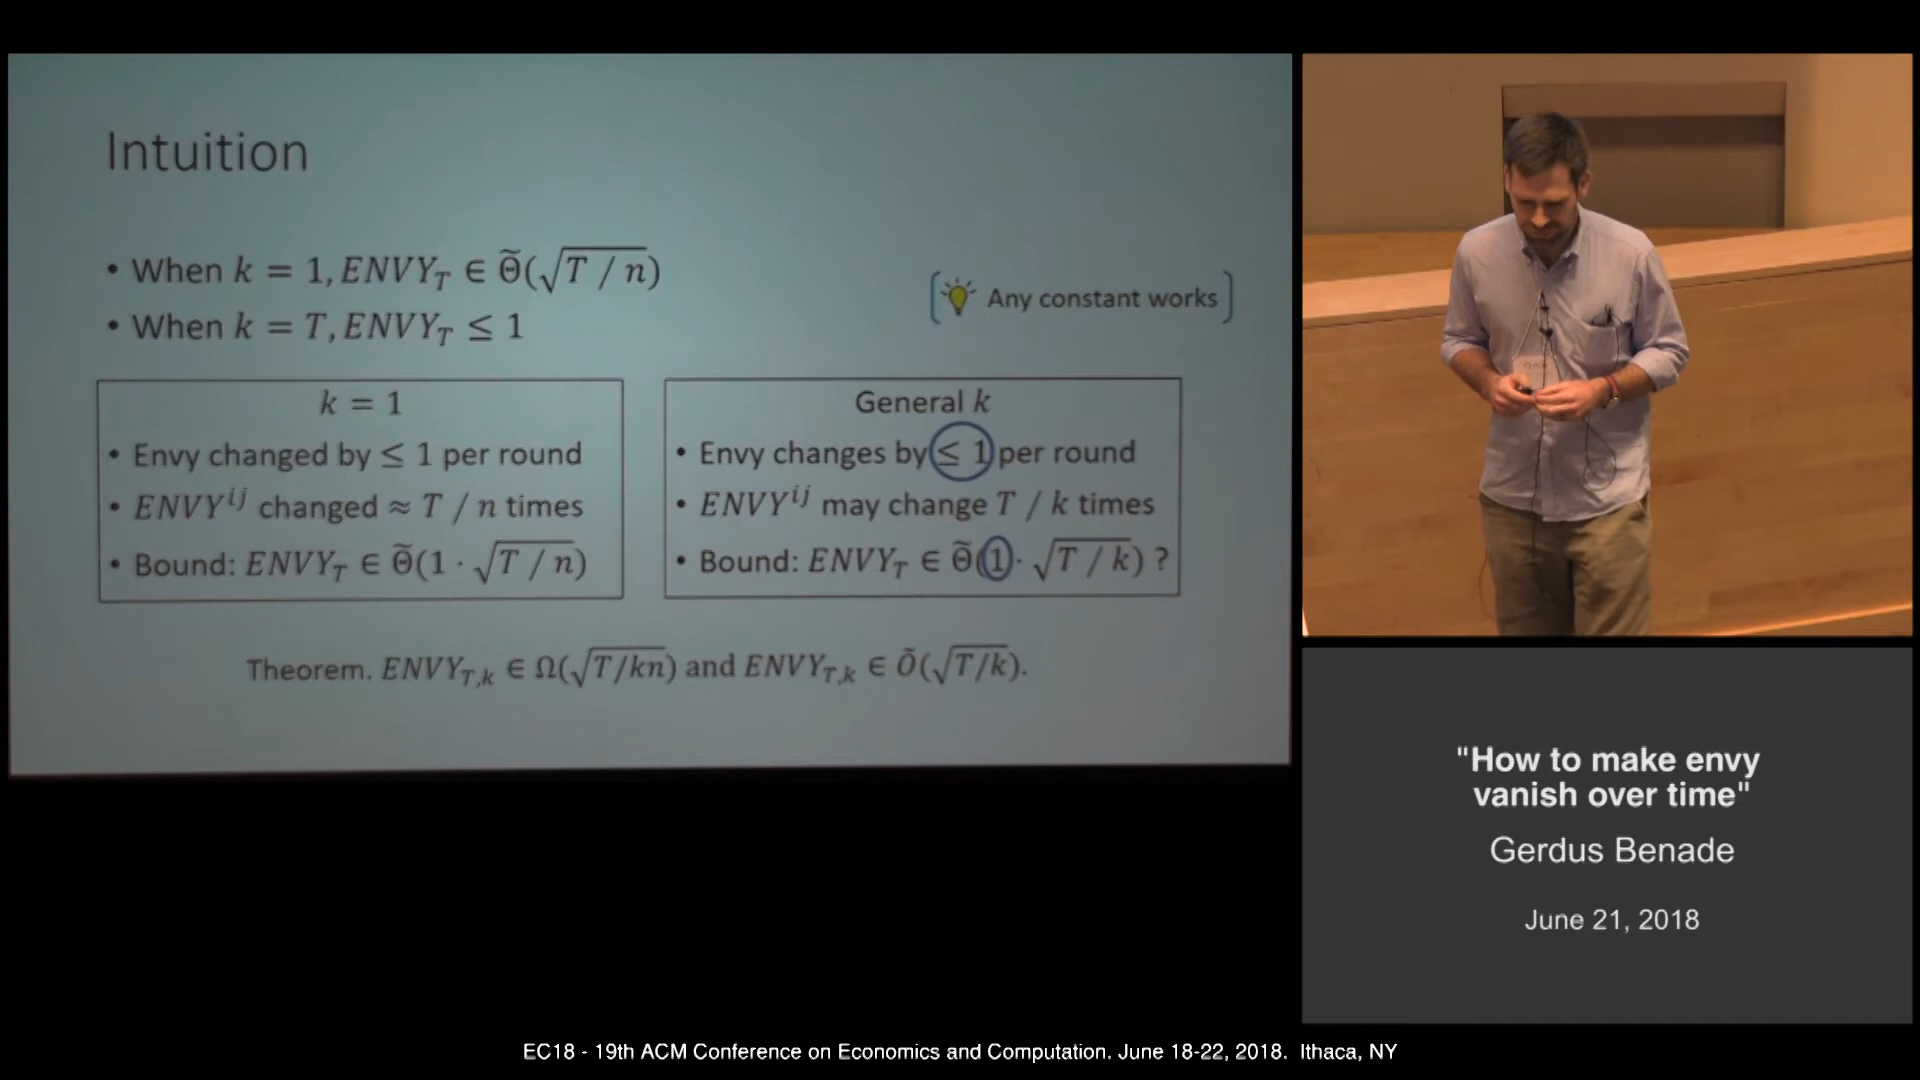 Intuition
• When k = 1, ENVY_T ∈ Θ̃(√T / n)
• When k = T, ENVY_T ≤ 1
Any constant works
k = 1
• Envy changed by ≤ 1 per round
• ENVY^ij changed ≈ T / n times
• Bound: ENVY_T ∈ Θ̃(1 · √T / n)
General k
• Envy changes by ≤ 1 per round
• ENVY^ij may change T / k times
• Bound: ENVY_T ∈ Θ̃(1 · √T / k) ?
Theorem. ENVY_T,k ∈ Ω(√T/kn) and ENVY_T,k ∈ Õ(√T/k).
"How to make envy
vanish over time"
Gerdus Benade
June 21, 2018
EC18 - 19th ACM Conference on Economics and Computation. June 18-22, 2018. Ithaca, NY